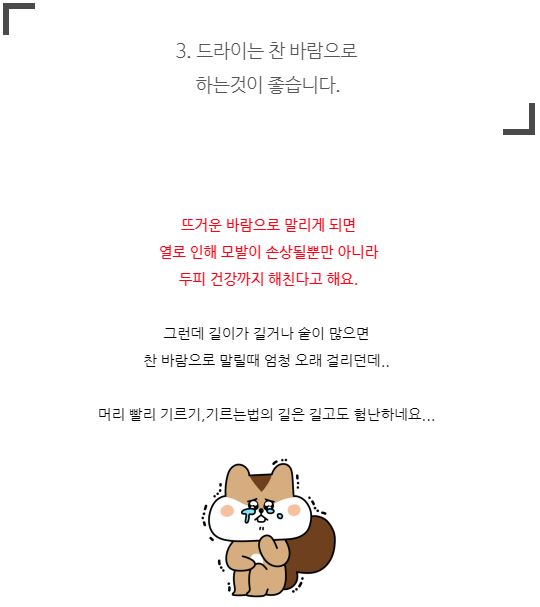 3. 드라이는 찬 바람으로
하는것이 좋습니다.
뜨거운 바람으로 말리게 되면
열로 인해 모발이 손상될뿐만 아니라
두피 건강까지 해친다고 해요.
그런데 길이가 길거나 숱이 많으면
찬 바람으로 말릴때 엄청 오래 걸리던데..
머리 빨리 기르기,기르는법의 길은 길고도 험난하네요...